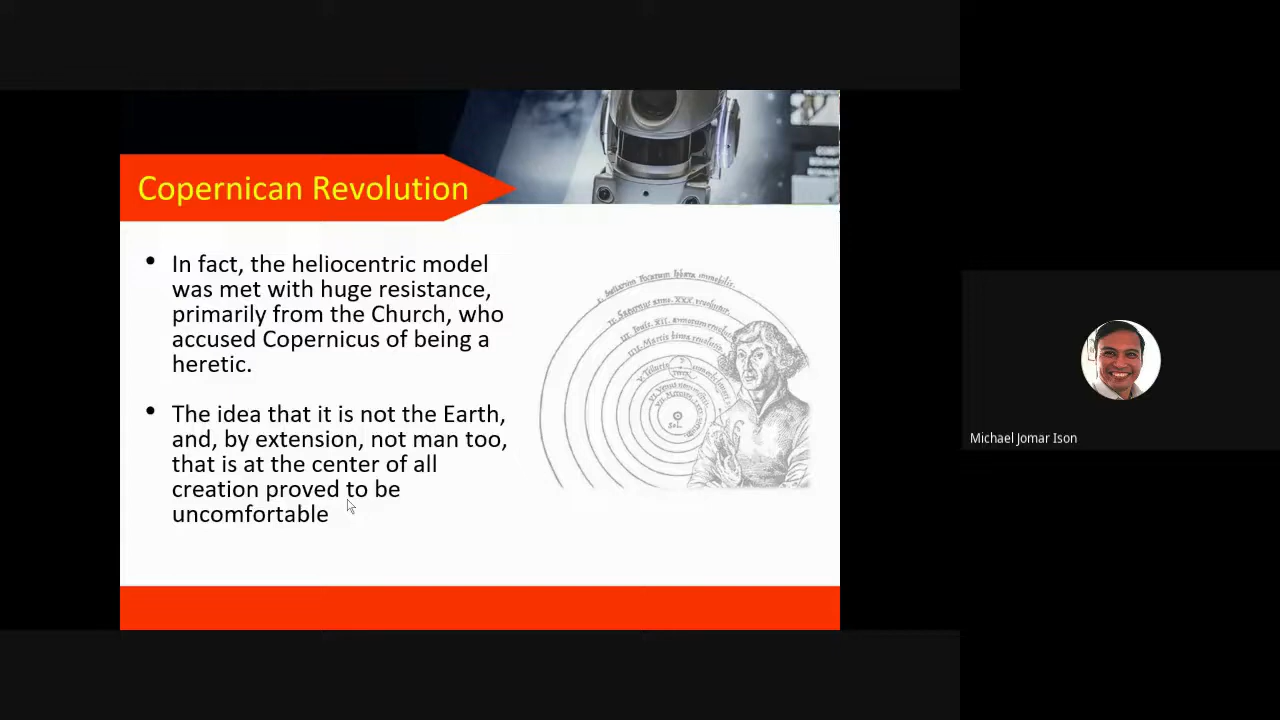 Copernican Revolution
• In fact, the heliocentric model
was met with huge resistance,
primarily from the Church, who
accused Copernicus of being a
heretic.
• The idea that it is not the Earth,
and, by extension, not man too,
that is at the center of all
creation proved to be
uncomfortable
Sol
Michael Jomar Ison